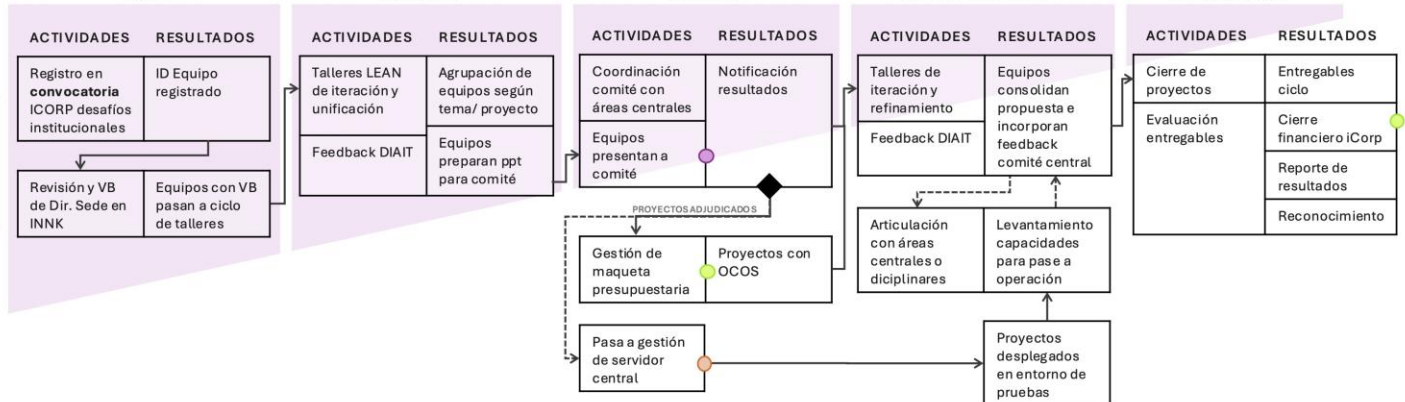 ACTIVIDADES RESULTADOS
Registro en
convocatoria
ICORP desafíos
institucionales
ID Equipo
registrado
Revisión y VB
de Dir. Sede en
INNK
Equipos con VB
pasan a ciclo
de talleres
ACTIVIDADES RESULTADOS
Talleres LEAN
de iteración y
unificación
Agrupación de
equipos según
tema/ proyecto
Feedback DIAIT
Equipos
preparan ppt
para comité
ACTIVIDADES RESULTADOS
Coordinación
comité con
áreas centrales
Notificación
resultados
Equipos
presentan a
comité
PROYECTOS ADJUDICADOS
Gestión de
maqueta
presupuestaria
Proyectos con
OCOS
Pasa a gestión
de servidor
central
ACTIVIDADES RESULTADOS
Talleres de
iteración y
refinamiento
Equipos
consolidan
propuesta e
incorporan
feedback
comité central
Feedback DIAIT
Articulación
con áreas
centrales o
diciplinares
Levantamiento
capacidades
para pase a
operación
Proyectos
desplegados
en entorno de
pruebas
ACTIVIDADES RESULTADOS
Cierre de
proyectos
Entregables
ciclo
Evaluación
entregables
Cierre
financiero iCorp
Reporte de
resultados
Reconocimiento